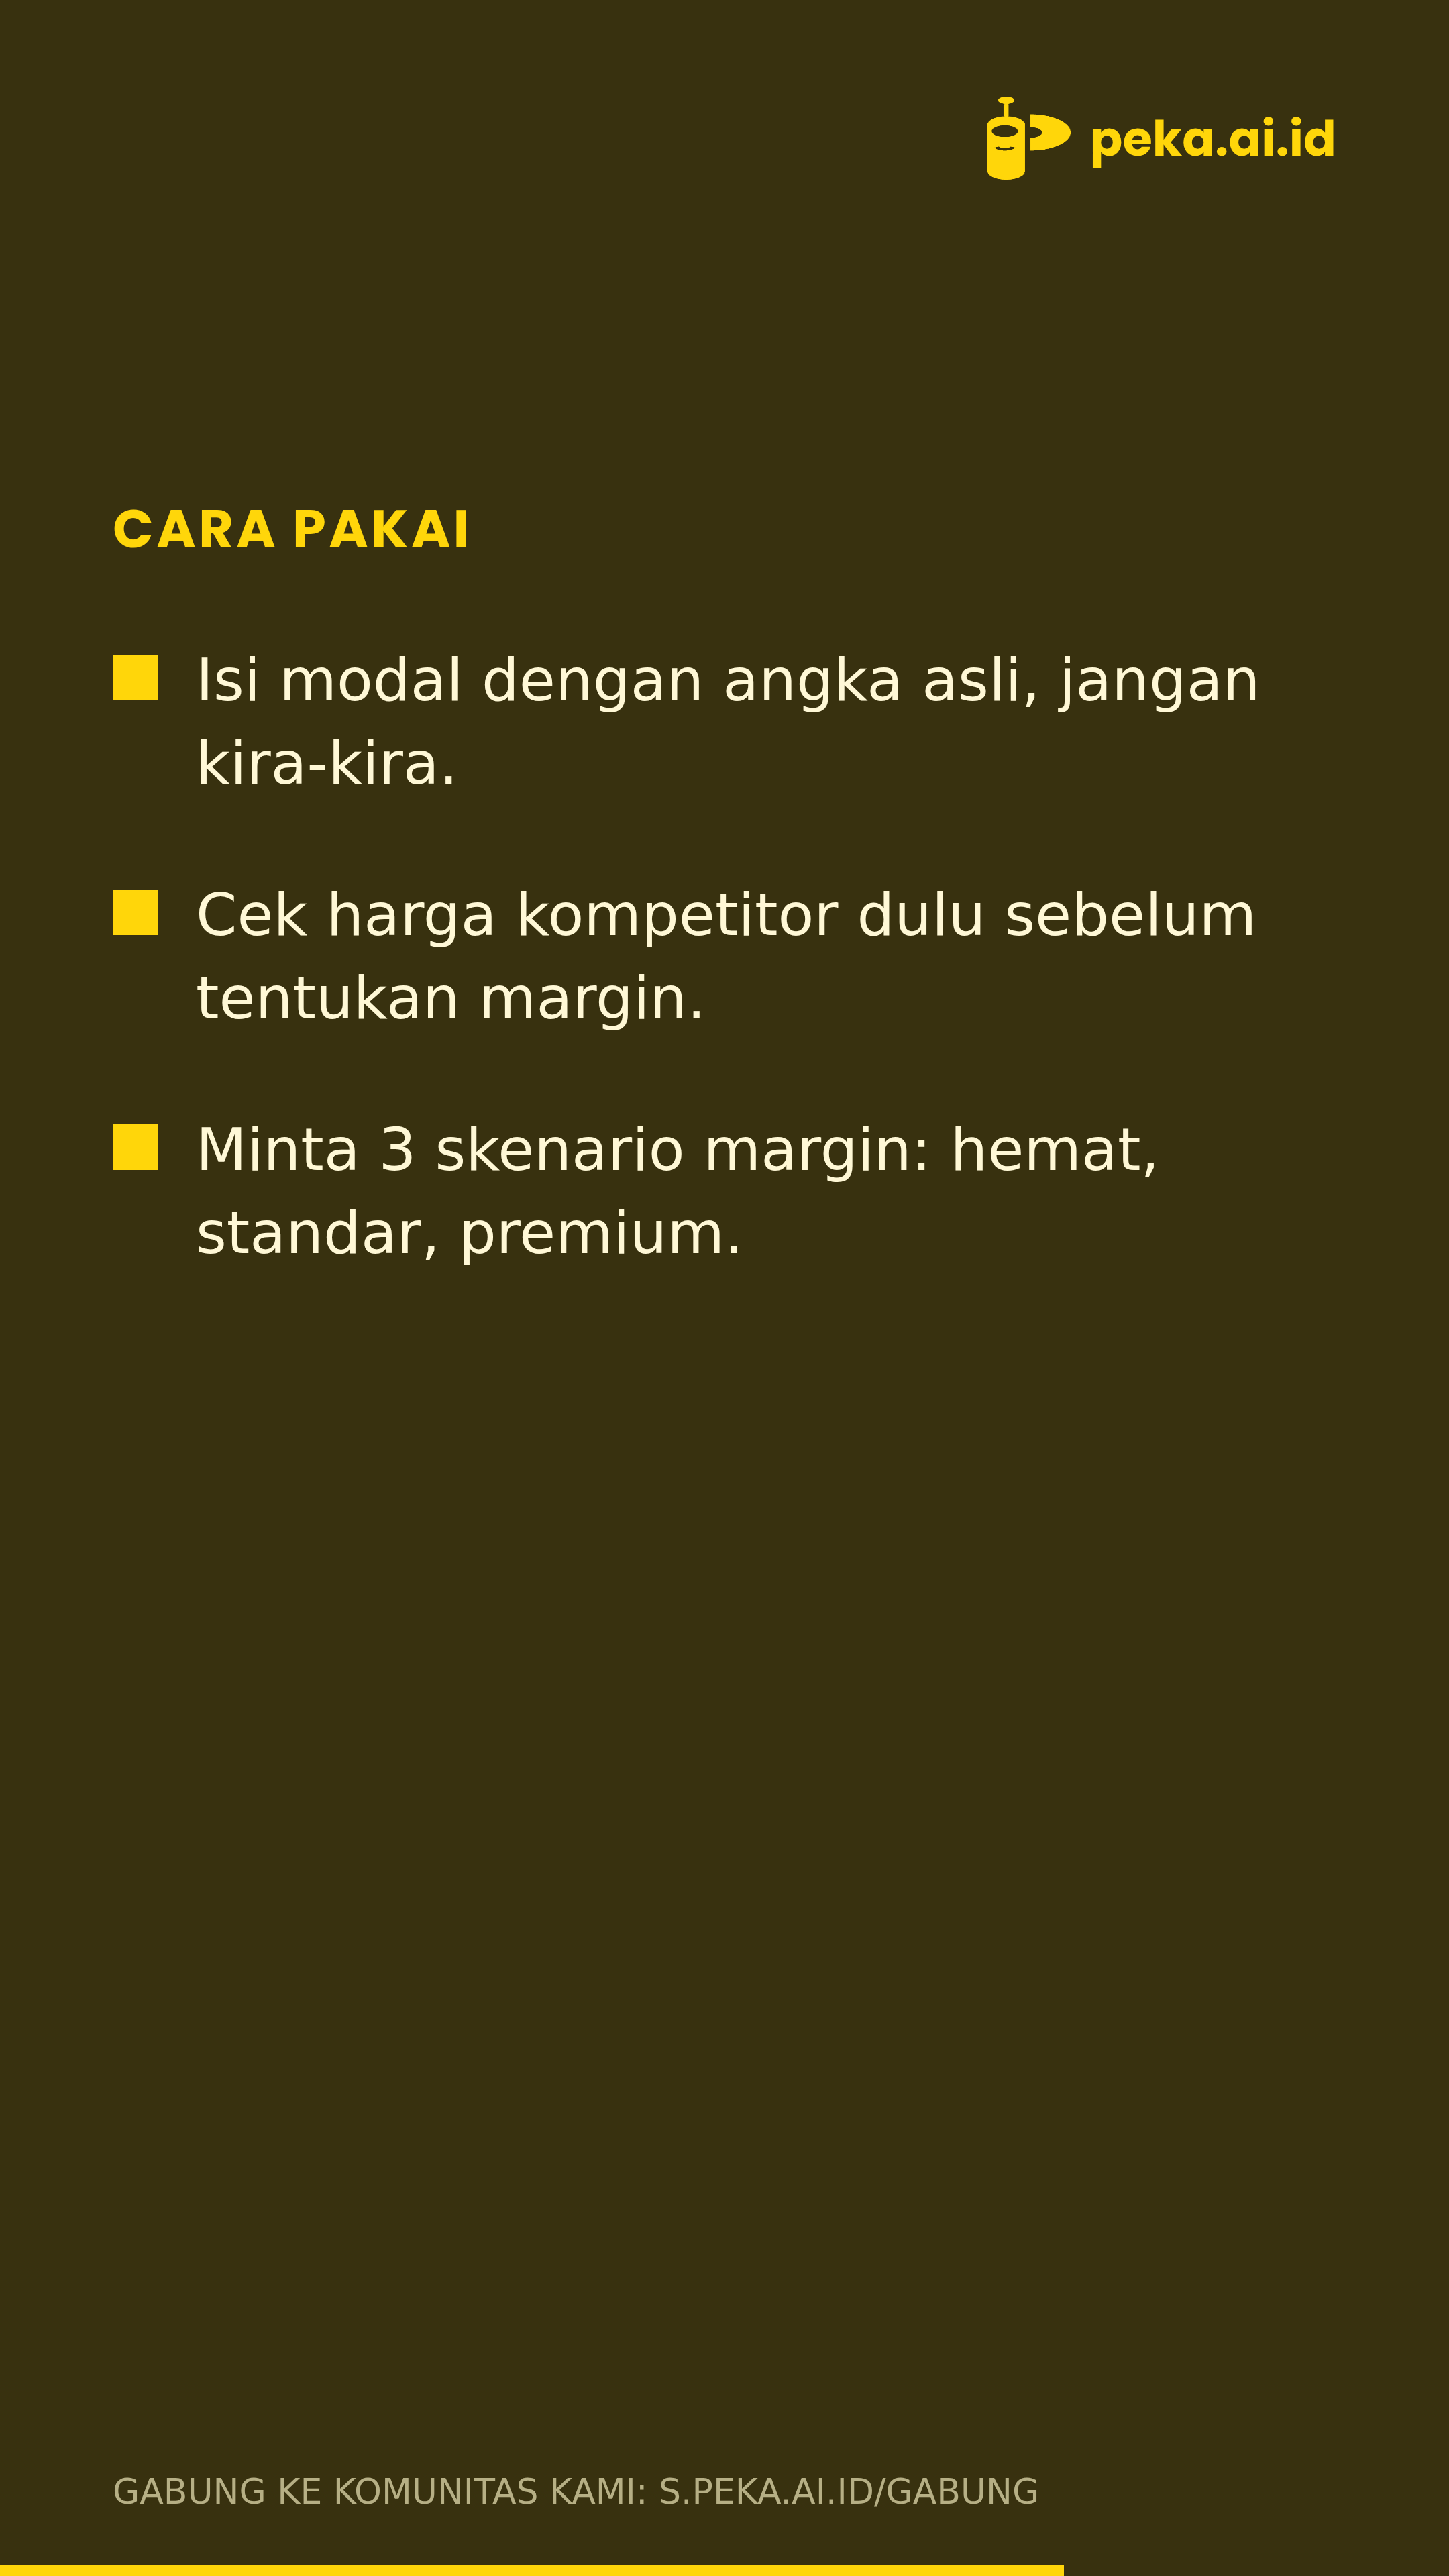 peka.ai.id
CARA PAKAI
Isi modal dengan angka asli, jangan
kira-kira.
Cek harga kompetitor dulu sebelum
tentukan margin.
Minta 3 skenario margin: hemat,
standar, premium.
GABUNG KE KOMUNITAS KAMI: S.PEKA.AI.ID/GABUNG